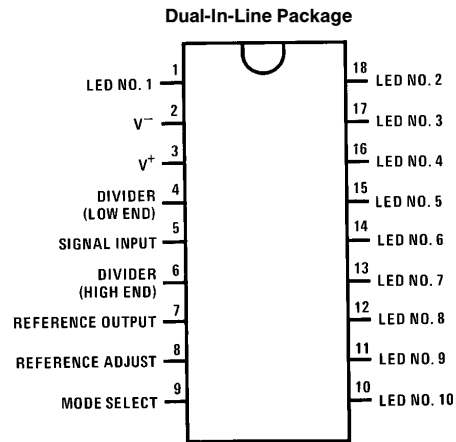 Dual-In-Line Package
LED NO. 1 1
V− 2
V+ 3
DIVIDER 4
(LOW END)
SIGNAL INPUT 5
DIVIDER 6
(HIGH END)
REFERENCE OUTPUT 7
REFERENCE ADJUST 8
MODE SELECT 9
18 LED NO. 2
17 LED NO. 3
16 LED NO. 4
15 LED NO. 5
14 LED NO. 6
13 LED NO. 7
12 LED NO. 8
11 LED NO. 9
10 LED NO. 10